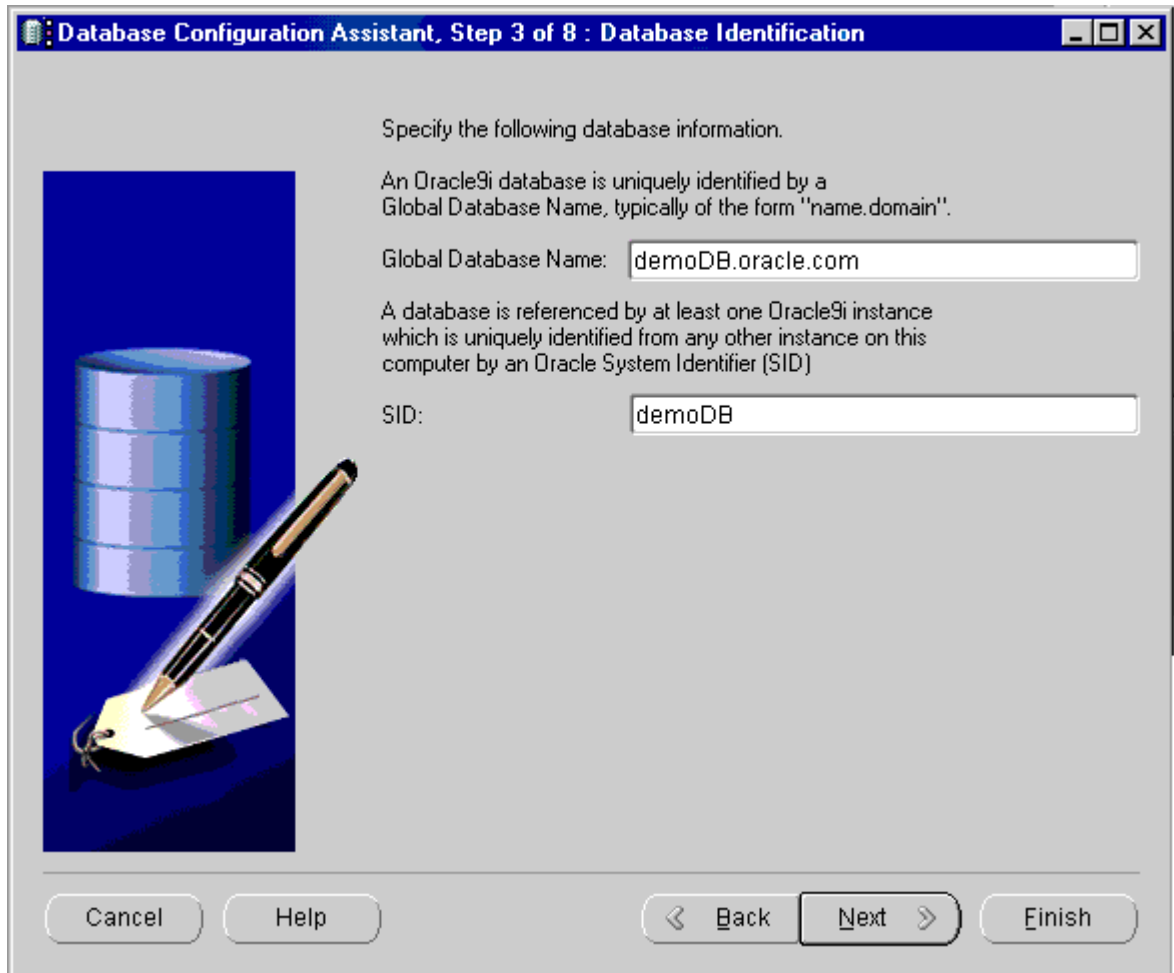 Database Configuration Assistant, Step 3 of 8 : Database Identification
Specify the following database information.
An Oracle9i database is uniquely identified by a
Global Database Name, typically of the form "name.domain".
Global Database Name: demoDB.oracle.com
A database is referenced by at least one Oracle9i instance
which is uniquely identified from any other instance on this
computer by an Oracle System Identifier (SID)
SID: demoDB
Cancel Help Back Next Finish